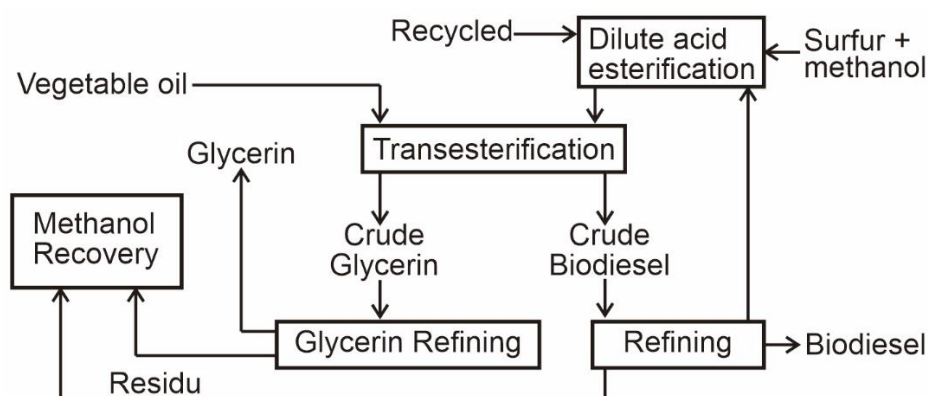 Recycled
Dilute acid
esterification
Surfur +
methanol
Vegetable oil
Transesterification
Glycerin
Methanol
Recovery
Crude
Glycerin
Crude
Biodiesel
Glycerin Refining
Refining
Biodiesel
Residu